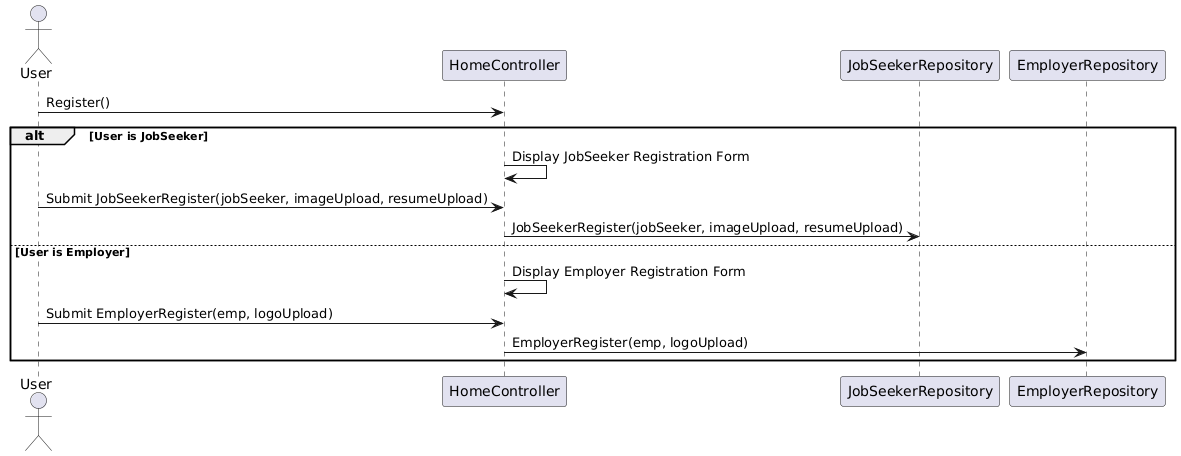 User
HomeController
JobSeekerRepository
EmployerRepository
Register()
alt
[User is JobSeeker]
Display JobSeeker Registration Form
Submit JobSeekerRegister(jobSeeker, imageUpload, resumeUpload)
JobSeekerRegister(jobSeeker, imageUpload, resumeUpload)
[User is Employer]
Display Employer Registration Form
Submit EmployerRegister(emp, logoUpload)
EmployerRegister(emp, logoUpload)
User
HomeController
JobSeekerRepository
EmployerRepository